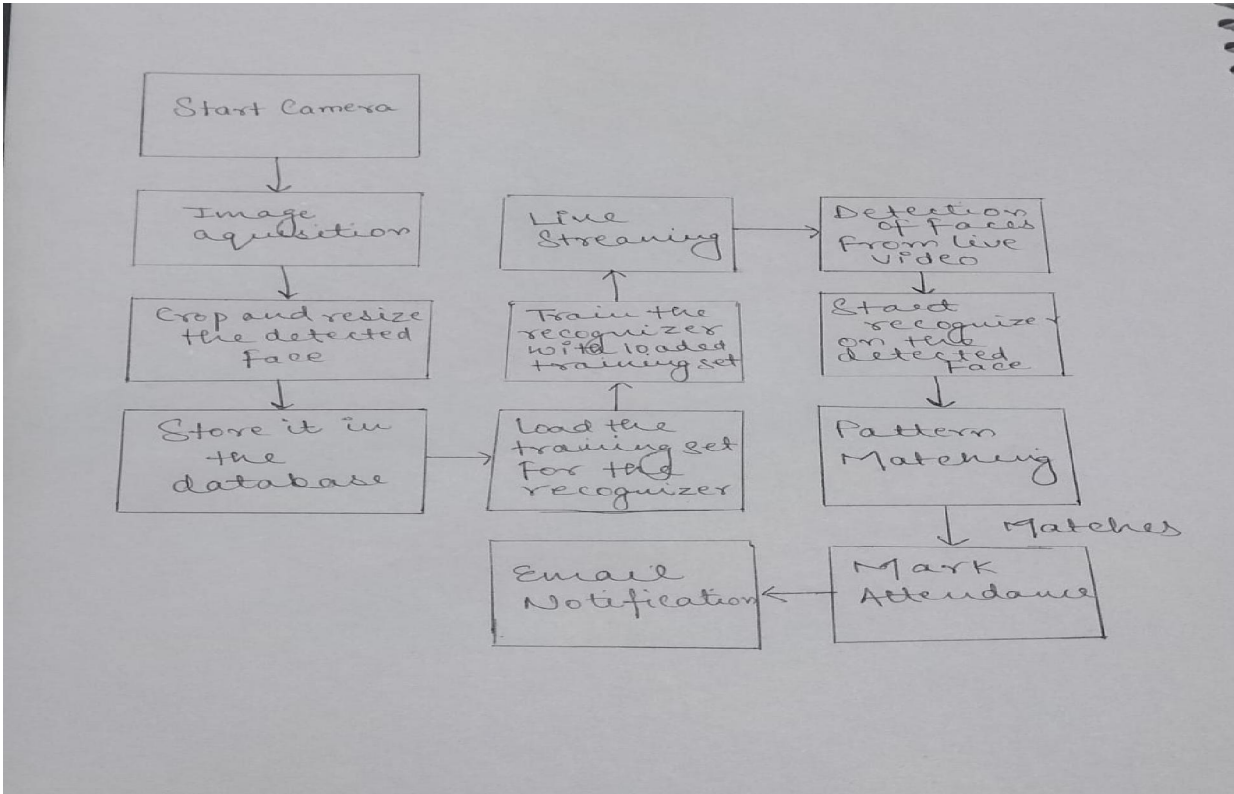 Start Camera
Image
aquisition
Crop and resize
the detected
face
Store it in
the
database
Load the
training set
for the
recognizer
Train the
recognizer
with loaded
training set
Live
Streaming
Detection
of faces
from live
video
Start
recognize
on the
detected
face
Pattern
Matching
Matches
Mark
Attendance
Email
Notification